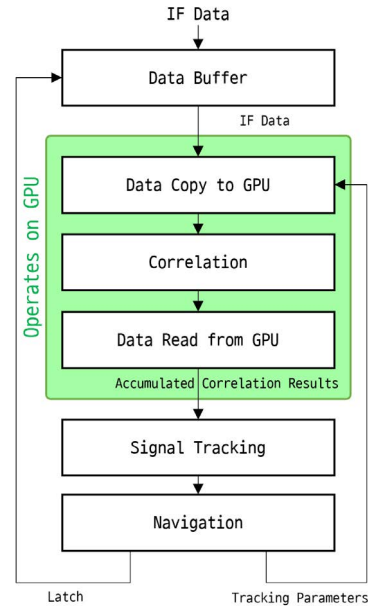 IF Data
Data Buffer
IF Data
Operates on GPU
Data Copy to GPU
Correlation
Data Read from GPU
Accumulated Correlation Results
Signal Tracking
Navigation
Latch
Tracking Parameters